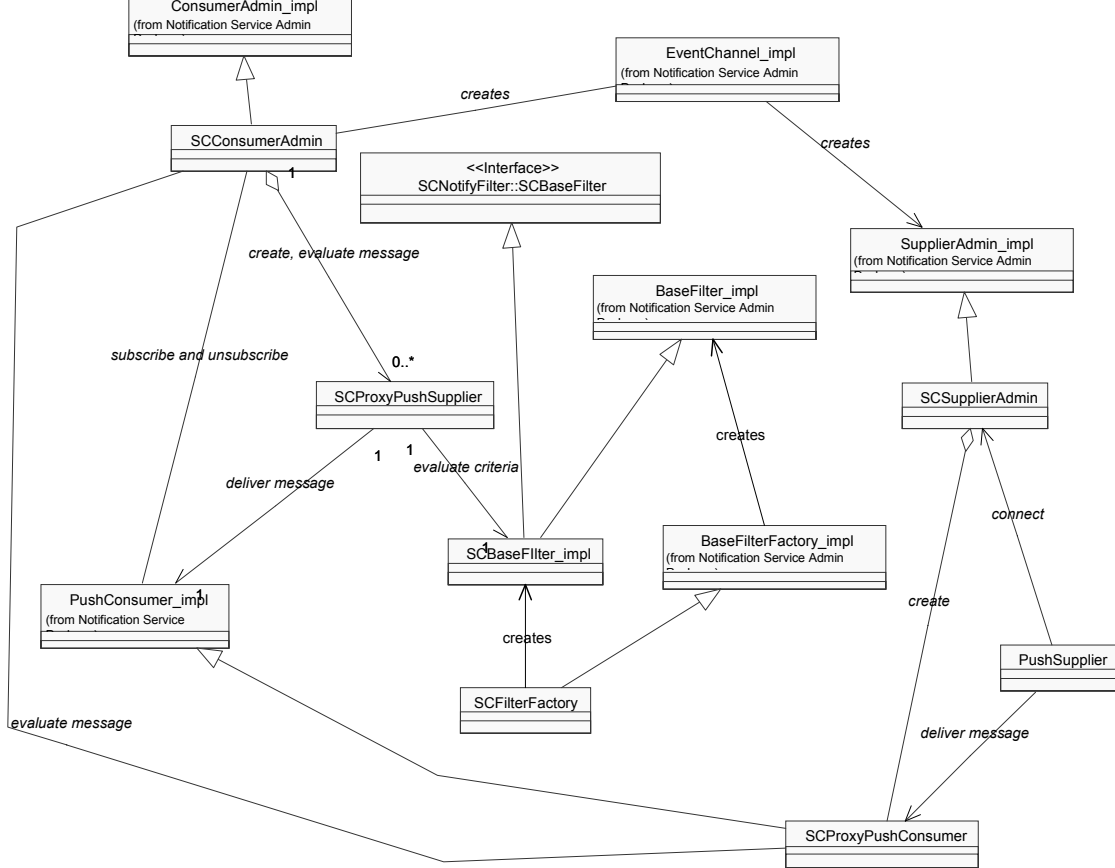 ConsumerAdmin_impl
(from Notification Service Admin
EventChannel_impl
(from Notification Service Admin
creates
SCConsumerAdmin
1
creates
<<Interface>>
SCNotifyFilter::SCBaseFilter
create, evaluate message
SupplierAdmin_impl
(from Notification Service Admin
BaseFilter_impl
(from Notification Service Admin
subscribe and unsubscribe
0..*
SCProxyPushSupplier
SCSupplierAdmin
1
1
creates
evaluate criteria
deliver message
connect
1
SCBaseFIlter_impl
BaseFilterFactory_impl
(from Notification Service Admin
1
PushConsumer_impl
(from Notification Service
create
creates
PushSupplier
SCFilterFactory
evaluate message
deliver message
SCProxyPushConsumer